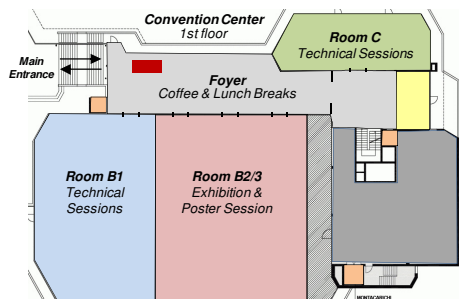 Convention Center
1st floor
Room C
Technical Sessions
Main
Entrance
Foyer
Coffee & Lunch Breaks
Room B1
Technical
Sessions
Room B2/3
Exhibition &
Poster Session
MONTACARICHI